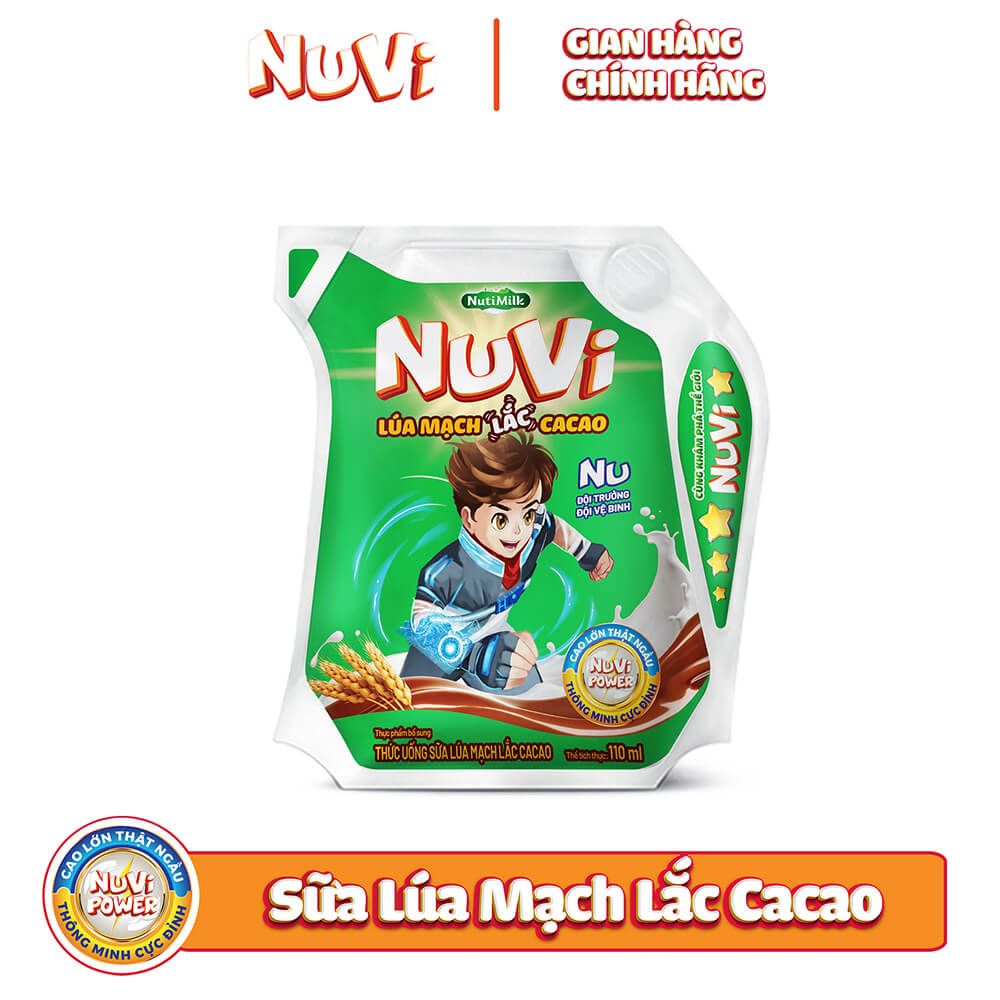 NuVi
GIAN HÀNG
CHÍNH HÃNG
NutiMilk
NuVi
LÚA MẠCH LẮC CACAO
Nu
ĐỘI TRƯỞNG
ĐỘI VỆ BINH
CÙNG KHÁM PHÁ THẾ GIỚI
NuVi
CAO LỚN THẬT NGẦU
NuVi
POWER
THÔNG MINH CỰC ĐỈNH
Thực phẩm bổ sung
THỨC UỐNG SỮA LÚA MẠCH LẮC CACAO
Thể tích thực: 110 ml
CAO LỚN THẬT NGẦU
NuVi
POWER
THÔNG MINH CỰC ĐỈNH
Sữa Lúa Mạch Lắc Cacao